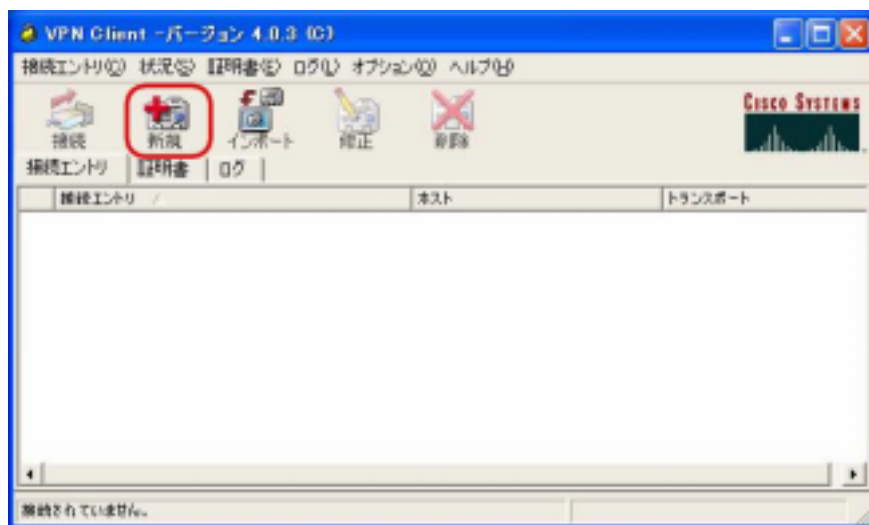 VPN Client -バージョン 4.0.3 (C)
接続エントリ(C) 状況(S) 証明書(E) ログ(L) オプション(O) ヘルプ(H)
CISCO SYSTEMS
接続 新規 インポート 修正 削除
接続エントリ 証明書 ログ
接続エントリ / ホスト トランスポート
接続されていません。